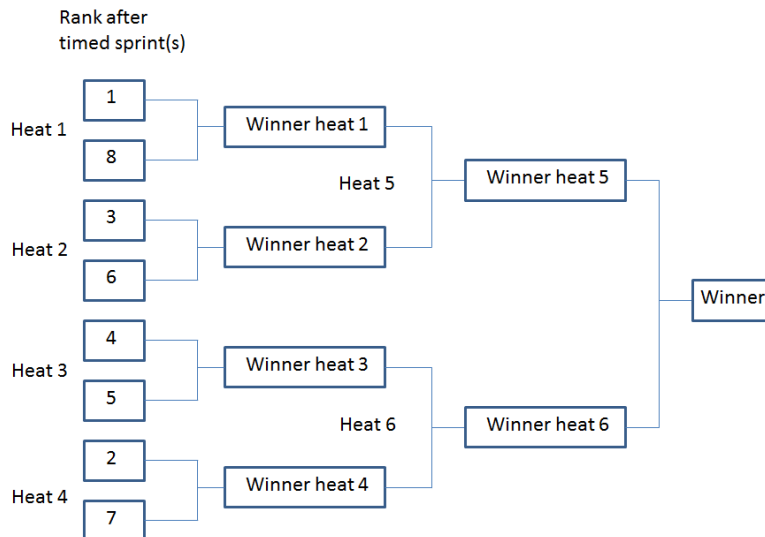 Rank after
timed sprint(s)
1
Heat 1
Winner heat 1
8
Heat 5
Winner heat 5
3
Heat 2
Winner heat 2
6
Winner
4
Heat 3
Winner heat 3
5
Heat 6
Winner heat 6
2
Heat 4
Winner heat 4
7